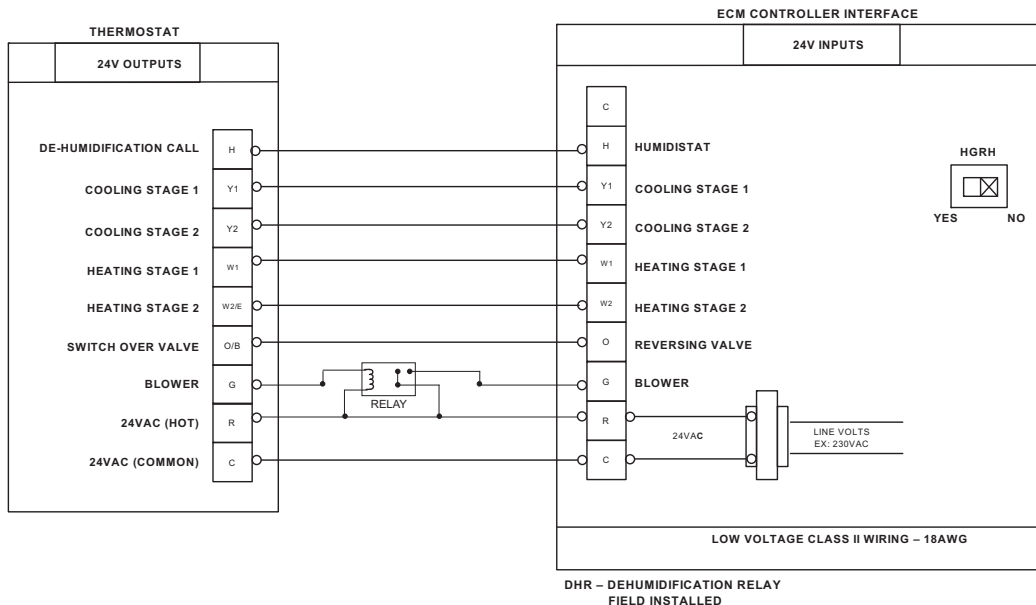 ECM CONTROLLER INTERFACE
THERMOSTAT
24V INPUTS
24V OUTPUTS
C
DE-HUMIDIFICATION CALL H H HUMIDISTAT
HGRH
COOLING STAGE 1 Y1 Y1 COOLING STAGE 1
YES NO
COOLING STAGE 2 Y2 Y2 COOLING STAGE 2
HEATING STAGE 1 W1 W1 HEATING STAGE 1
HEATING STAGE 2 W2/E W2 HEATING STAGE 2
SWITCH OVER VALVE O/B O REVERSING VALVE
BLOWER G G BLOWER
RELAY
24VAC (HOT) R R
24VAC
LINE VOLTS
EX: 230VAC
24VAC (COMMON) C C
LOW VOLTAGE CLASS II WIRING – 18AWG
DHR – DEHUMIDIFICATION RELAY
FIELD INSTALLED